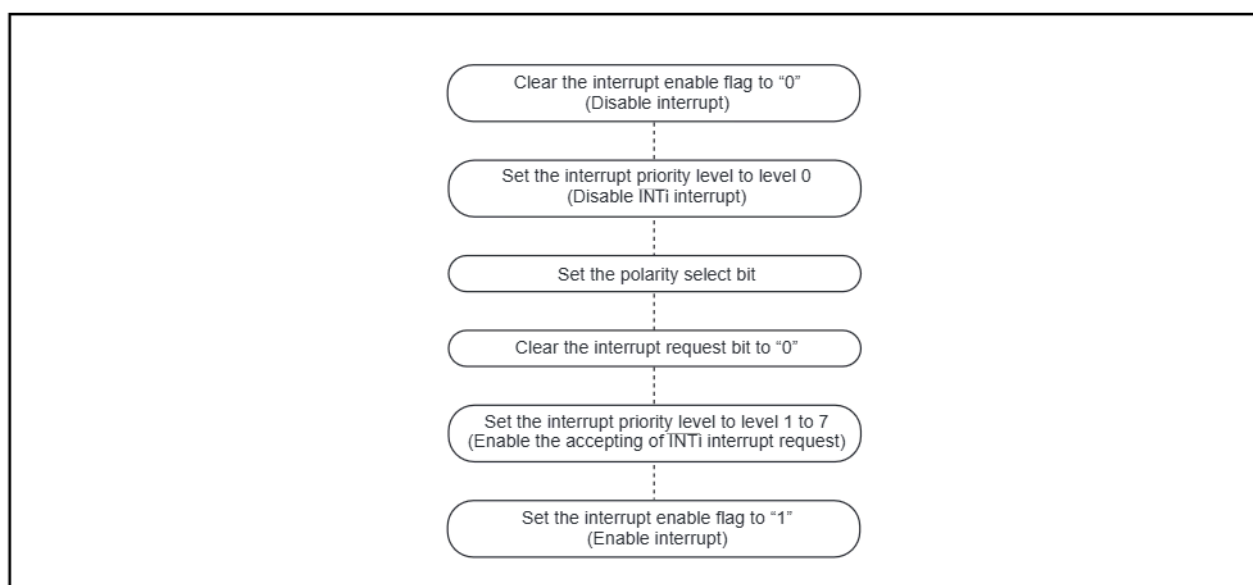 Clear the interrupt enable flag to “0”
(Disable interrupt)
Set the interrupt priority level to level 0
(Disable INTi interrupt)
Set the polarity select bit
Clear the interrupt request bit to “0”
Set the interrupt priority level to level 1 to 7
(Enable the accepting of INTi interrupt request)
Set the interrupt enable flag to “1”
(Enable interrupt)